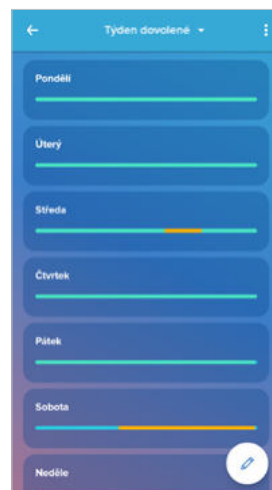 Týden dovolené
Pondělí
Úterý
Středa
Čtvrtek
Pátek
Sobota
Neděle